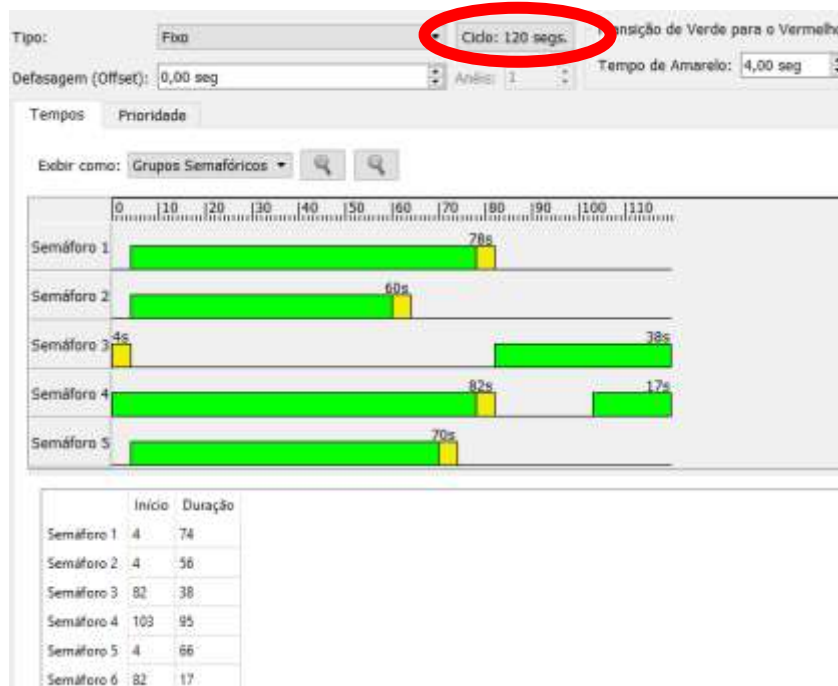 Tipo: Fixo Ciclo: 120 segs. Transição de Verde para o Vermelho
Defasagem (Offset): 0,00 seg Anéis: 1 Tempo de Amarelo: 4,00 seg
Tempos Prioridade
Exibir como: Grupos Semafóricos
0 |10 |20 |30 |40 |50 |60 |70 |80 |90 |100 |110
Semáforo 1 78s
Semáforo 2 60s
Semáforo 3 4s 38s
Semáforo 4 82s 17s
Semáforo 5 70s
Início Duração
Semáforo 1 4 74
Semáforo 2 4 56
Semáforo 3 82 38
Semáforo 4 103 95
Semáforo 5 4 66
Semáforo 6 82 17